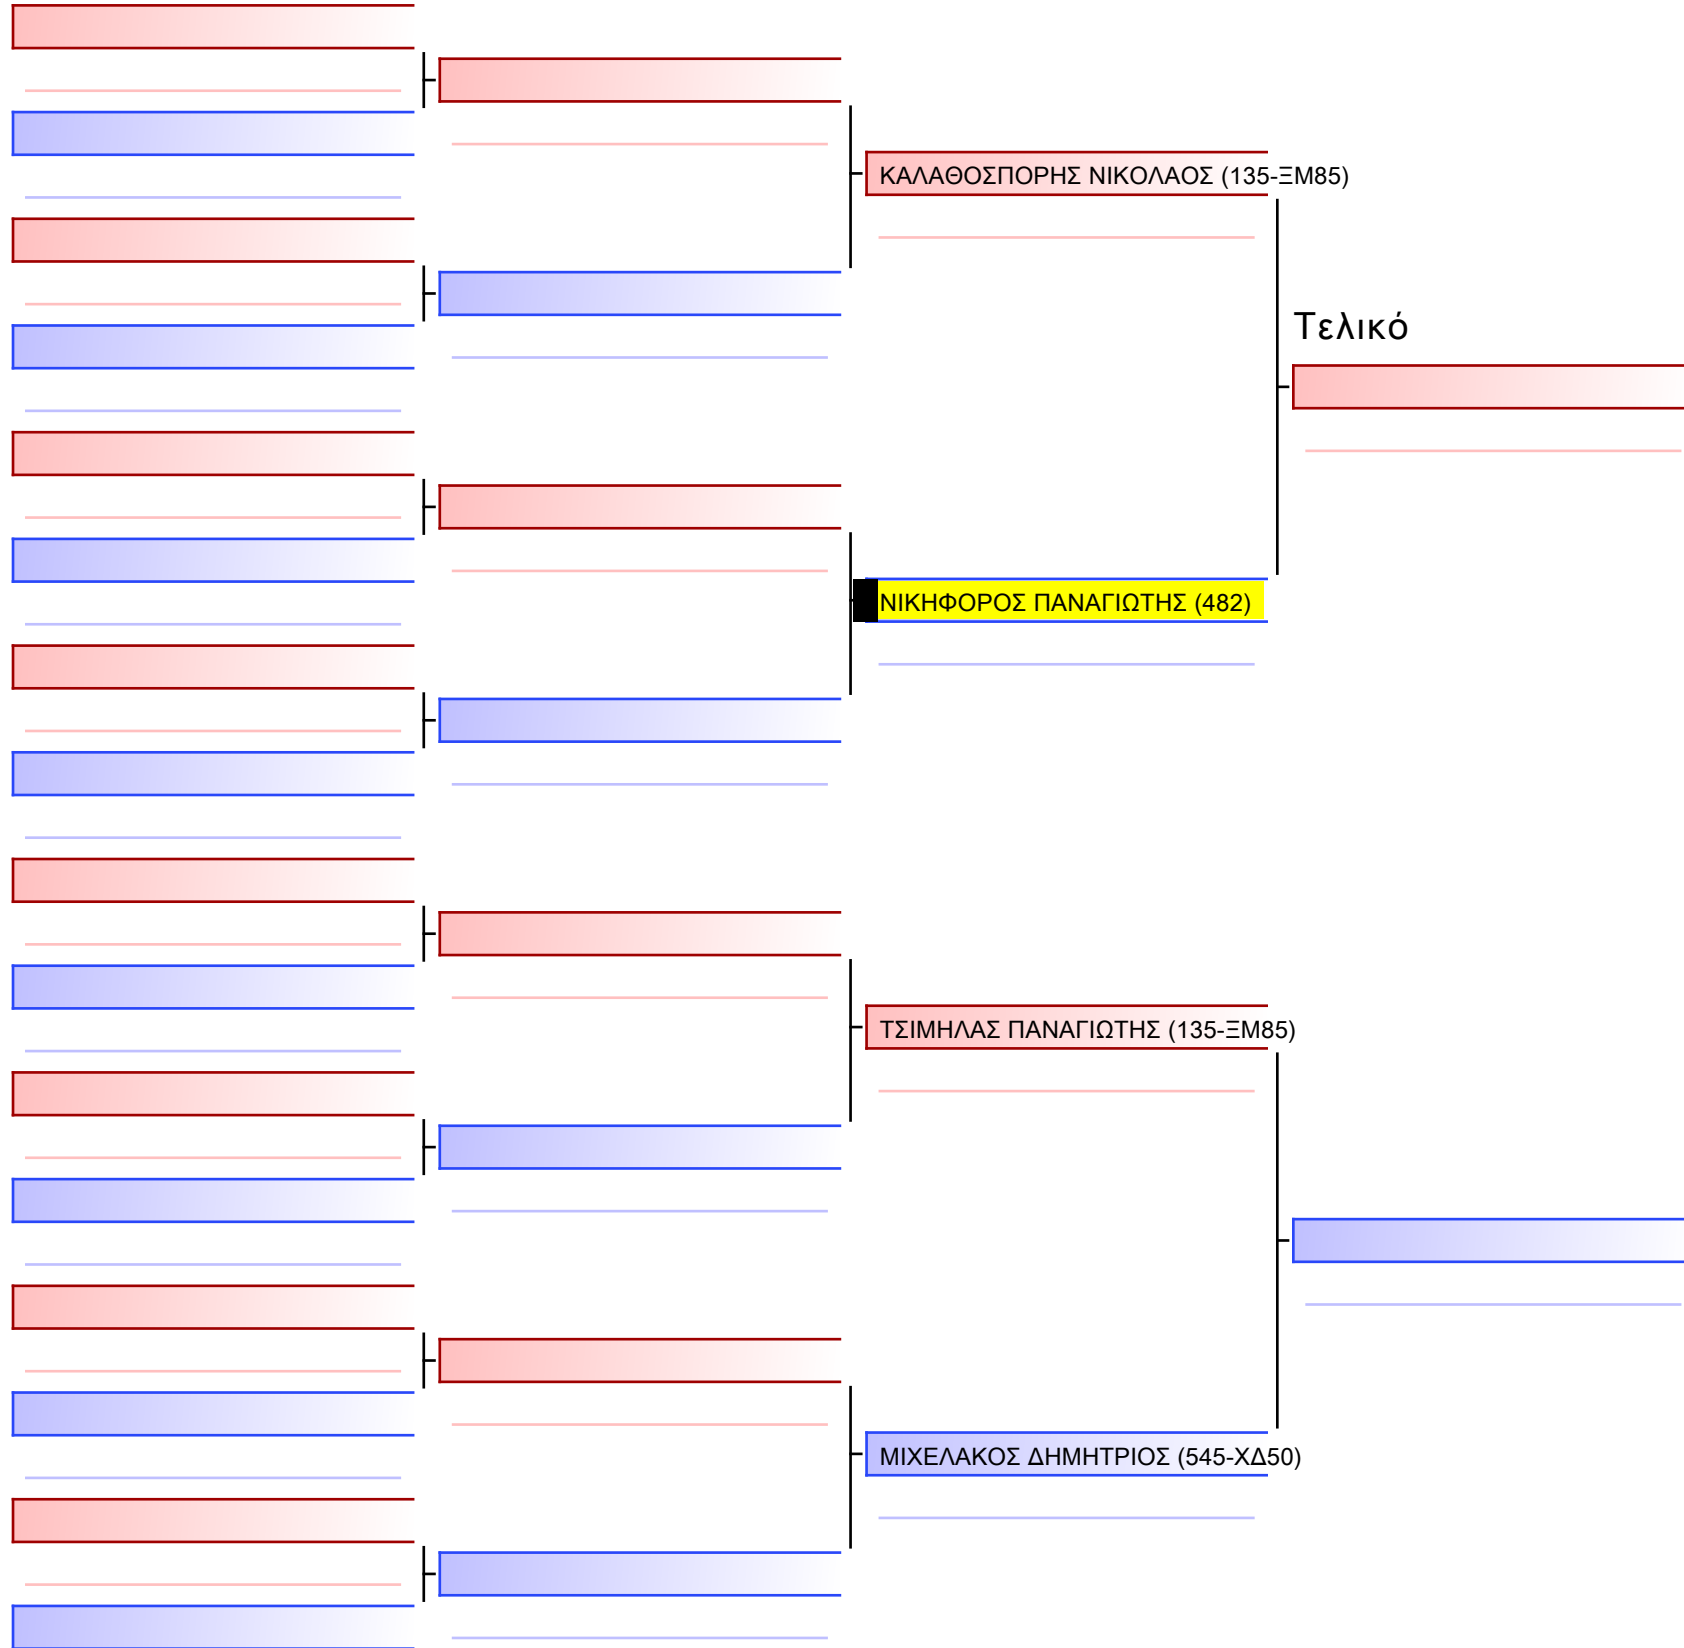 ΚΑΛΑΘΟΣΠΟΡΗΣ ΝΙΚΟΛΑΟΣ (135-ΞΜ85)
Τελικό
ΝΙΚΗΦΟΡΟΣ ΠΑΝΑΓΙΩΤΗΣ (482)
ΤΣΙΜΗΛΑΣ ΠΑΝΑΓΙΩΤΗΣ (135-ΞΜ85)
ΜΙΧΕΛΑΚΟΣ ΔΗΜΗΤΡΙΟΣ (545-ΧΔ50)